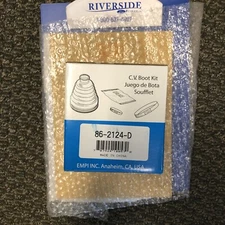 RIVERSIDE
C.V. Boot Kit
Juego de Bota
Soufflet
86-2124-D
MADE IN CHINA
EMPI INC. Anaheim, CA. USA